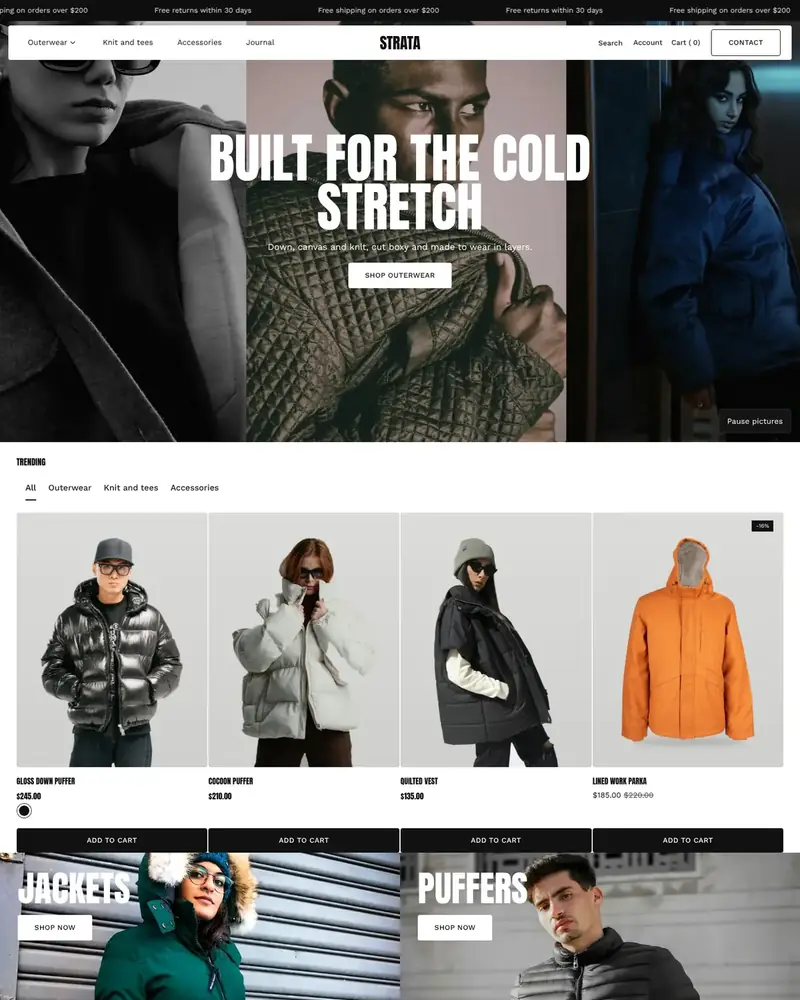 ping on orders over $200 Free returns within 30 days Free shipping on orders over $200 Free returns within 30 days Free shipping on orders over $200
Outerwear Knit and tees Accessories Journal STRATA Search Account Cart ( 0) CONTACT
BUILT FOR THE COLD
STRETCH
Down, canvas and knit, cut boxy and made to wear in layers.
SHOP OUTERWEAR
Pause pictures
TRENDING
All Outerwear Knit and tees Accessories
-16%
GLOSS DOWN PUFFER COCOON PUFFER QUILTED VEST LINED WORK PARKA
$245.00 $210.00 $135.00 $185.00 $220.00
ADD TO CART ADD TO CART ADD TO CART ADD TO CART
JACKETS PUFFERS
SHOP NOW SHOP NOW